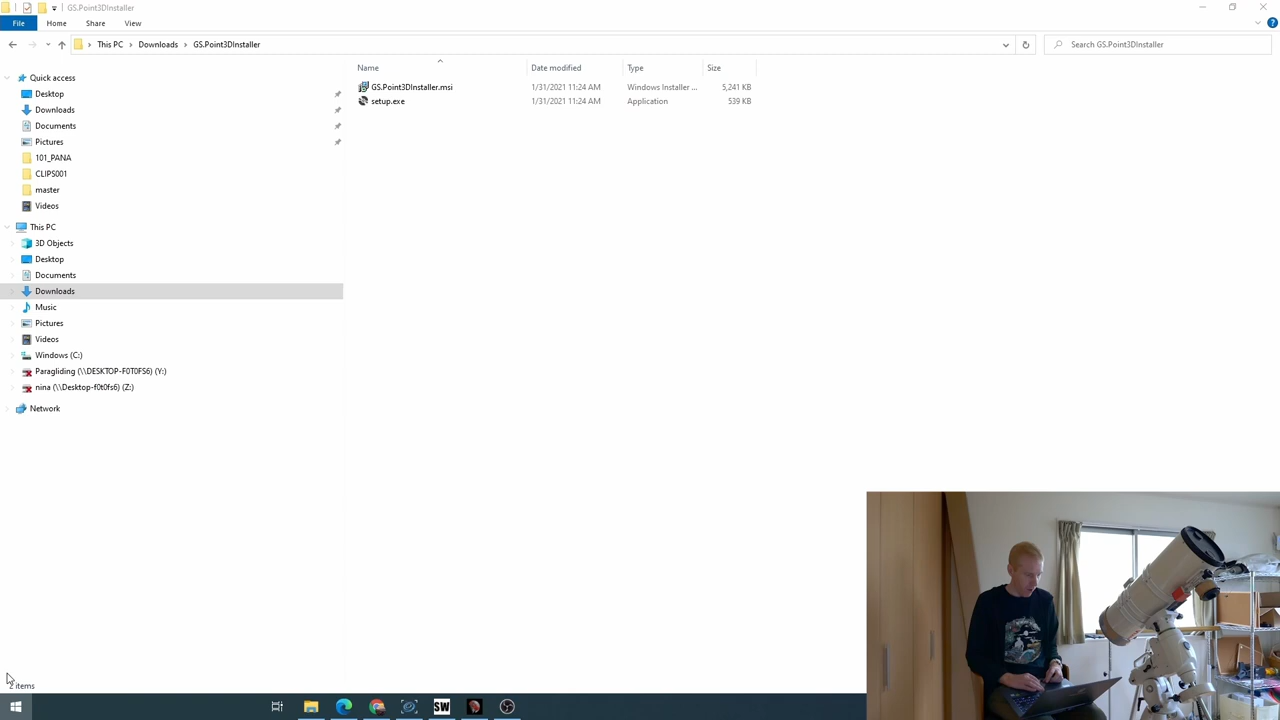 GS.Point3DInstaller
File Home Share View
This PC Downloads GS.Point3DInstaller Search GS.Point3DInstaller
Name Date modified Type Size
GS.Point3DInstaller.msi 1/31/2021 11:24 AM Windows Installer ... 5,241 KB
setup.exe 1/31/2021 11:24 AM Application 539 KB
Quick access
Desktop
Downloads
Documents
Pictures
101_PANA
CLIPS001
master
Videos
This PC
3D Objects
Desktop
Documents
Downloads
Music
Pictures
Videos
Windows (C:)
Paragliding (\\DESKTOP-F0T0FS6) (Y:)
nina (\\Desktop-f0t0fs6) (Z:)
Network
2 items
SW